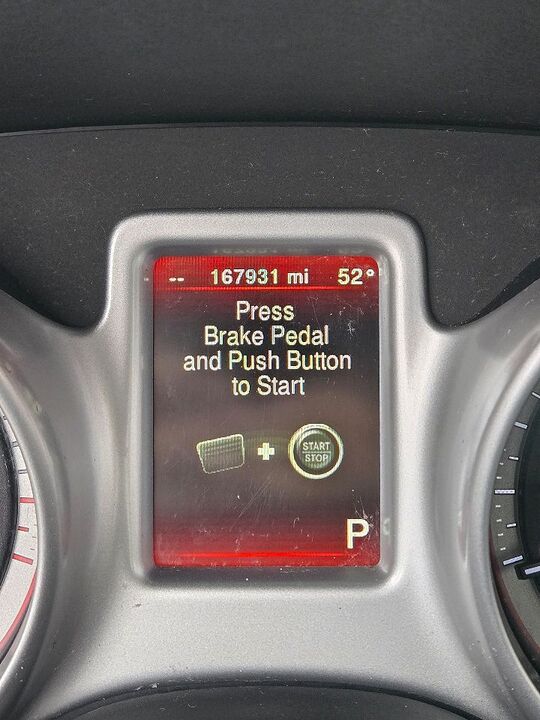 -- 167931 mi 52°
Press
Brake Pedal
and Push Button
to Start
START
STOP
P